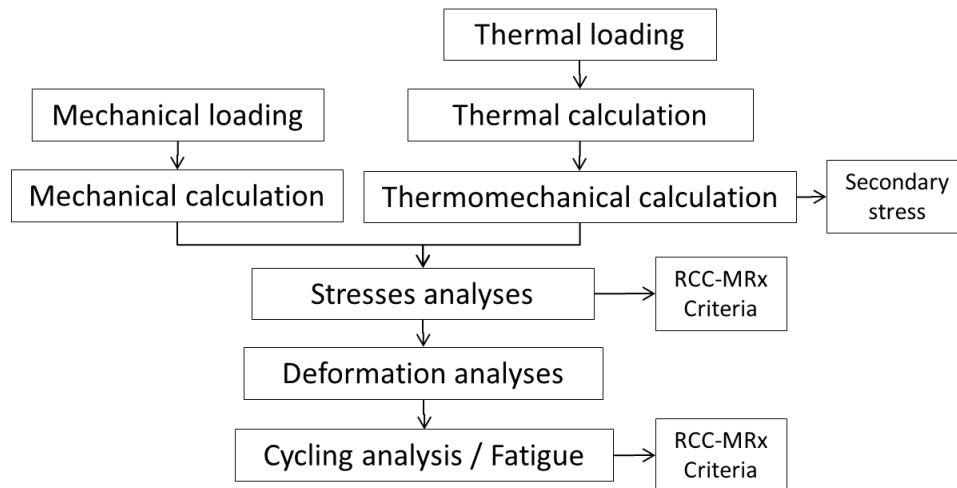 Thermal loading
Mechanical loading
Thermal calculation
Mechanical calculation
Thermomechanical calculation
Secondary
stress
Stresses analyses
RCC-MRx
Criteria
Deformation analyses
Cycling analysis / Fatigue
RCC-MRx
Criteria